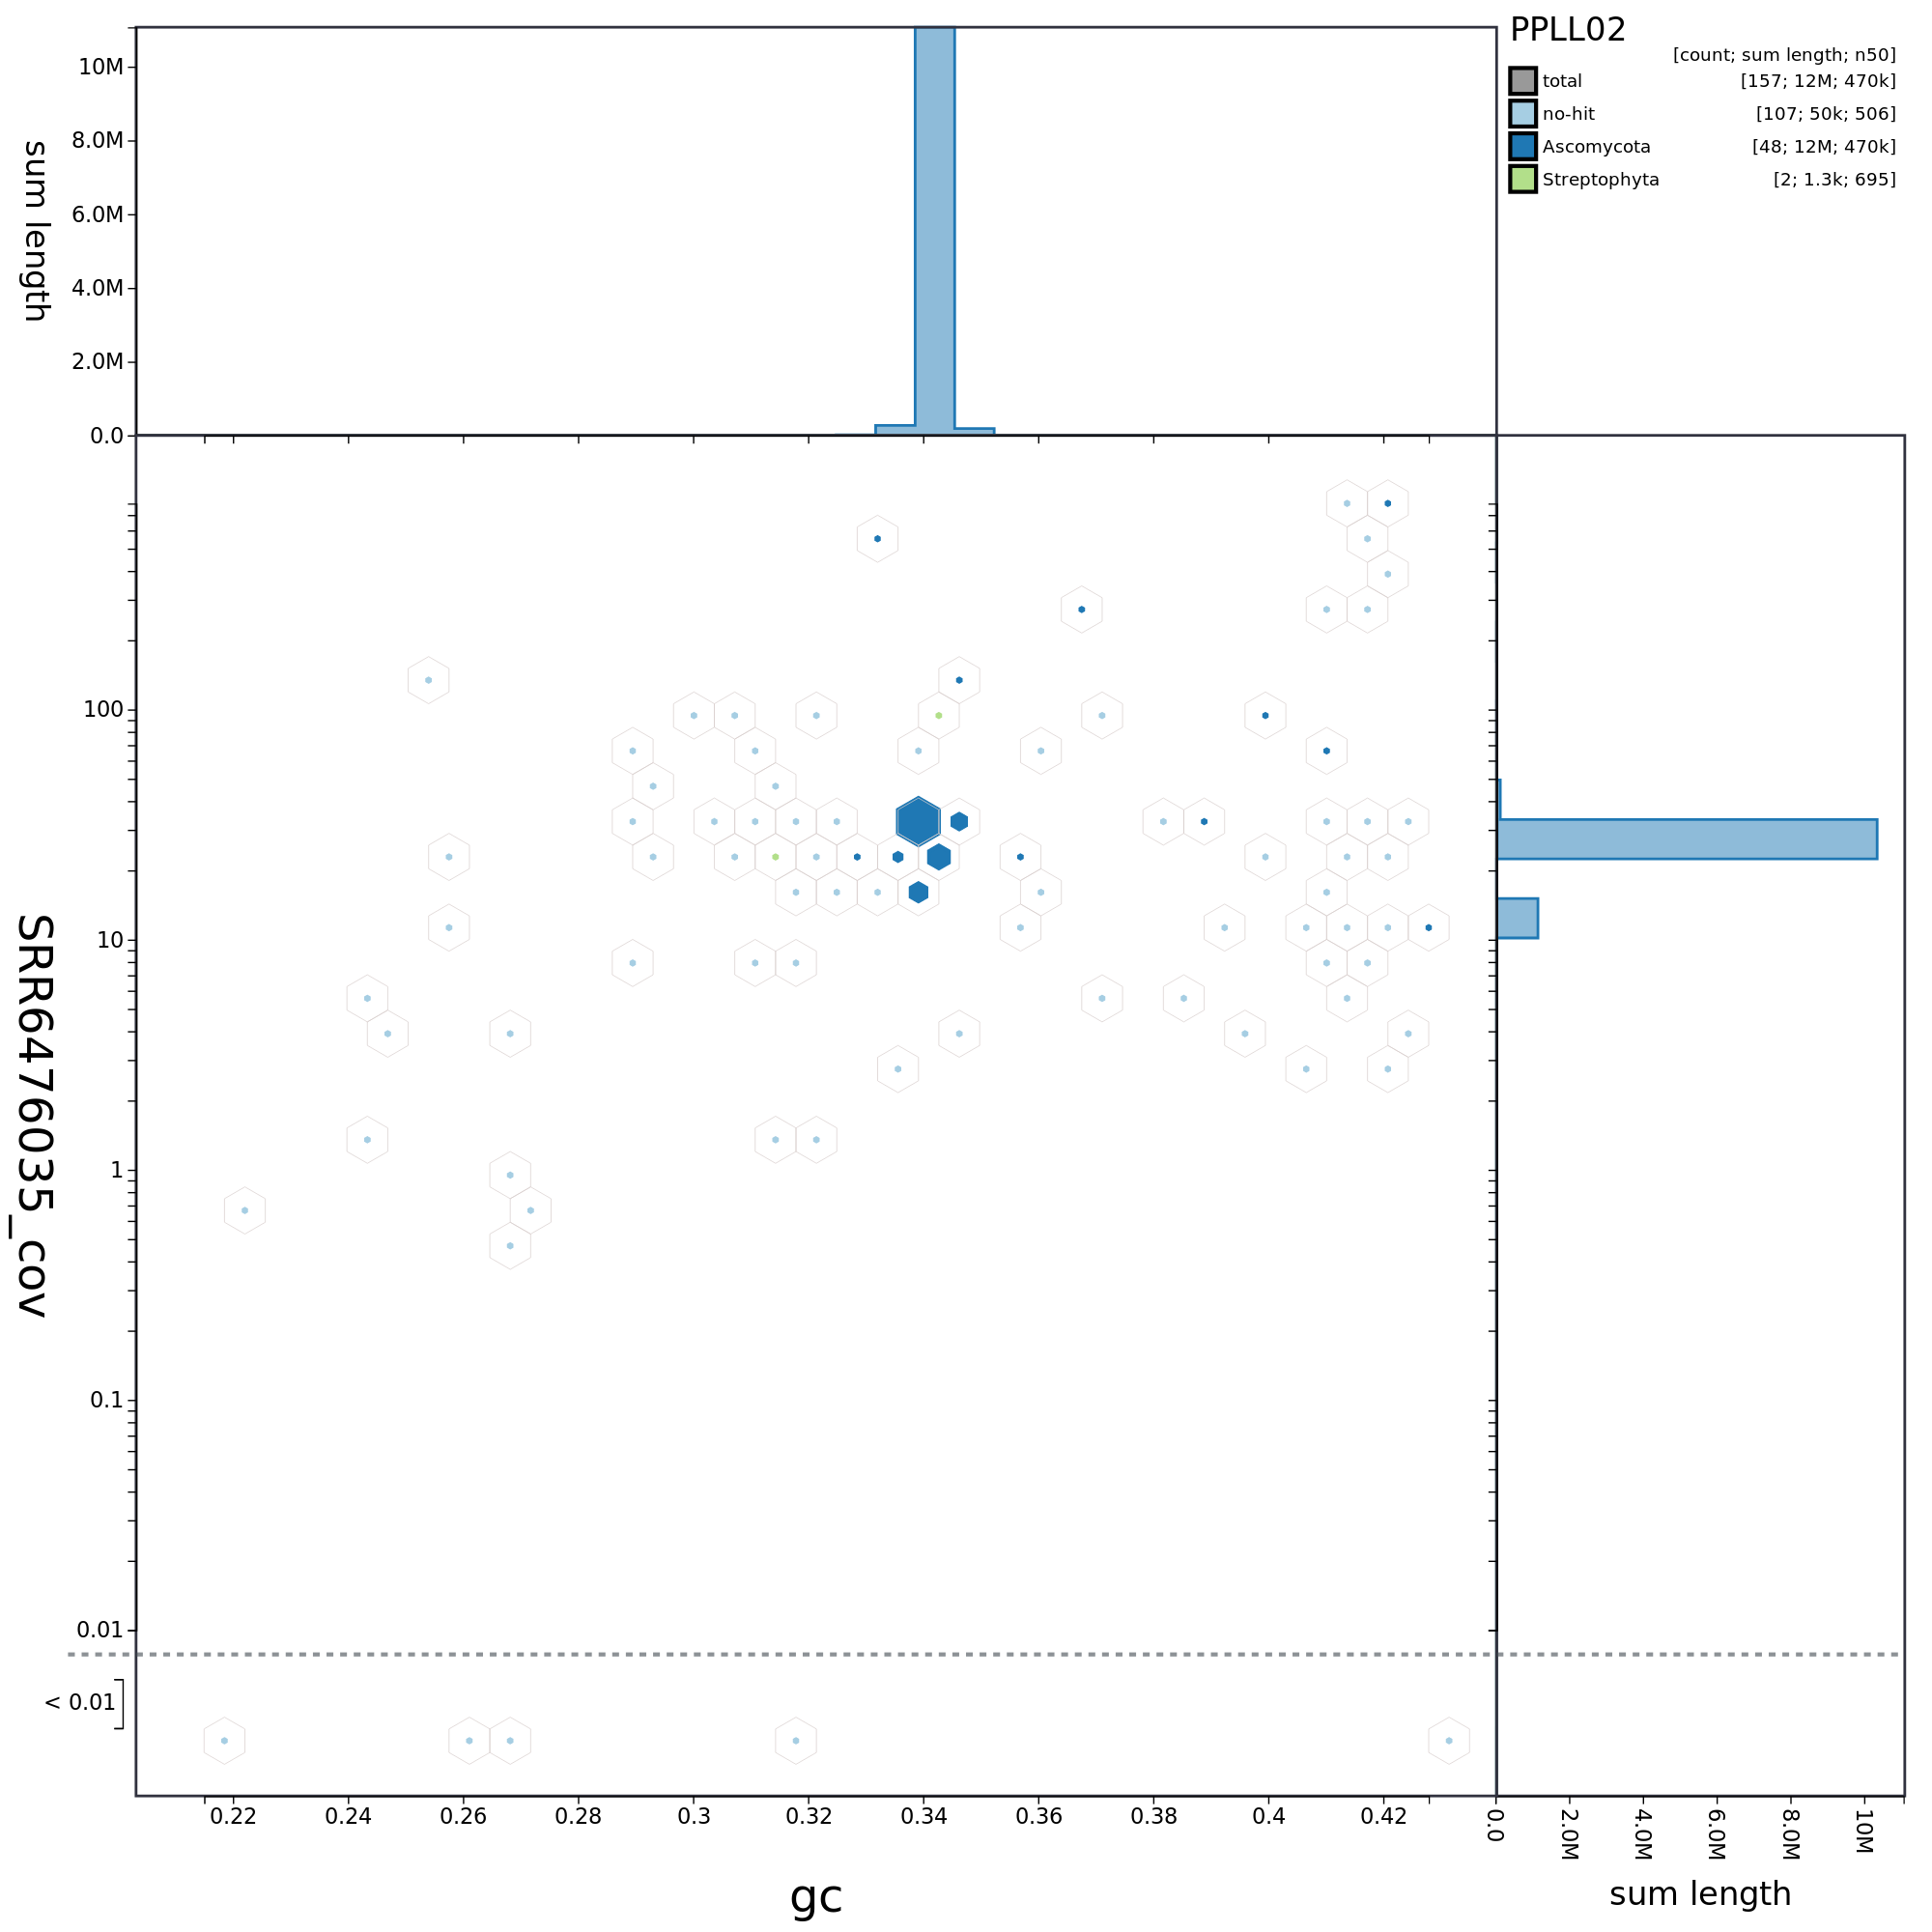 PPLL02
[count; sum length; n50]
total [157; 12M; 470k]
no-hit [107; 50k; 506]
Ascomycota [48; 12M; 470k]
Streptophyta [2; 1.3k; 695]
sum length
10M
8.0M
6.0M
4.0M
2.0M
0.0
SRR6476035_cov
100
10
1
0.1
0.01
< 0.01
0.22 0.24 0.26 0.28 0.3 0.32 0.34 0.36 0.38 0.4 0.42
gc
0.0 2.0M 4.0M 6.0M 8.0M 10M
sum length